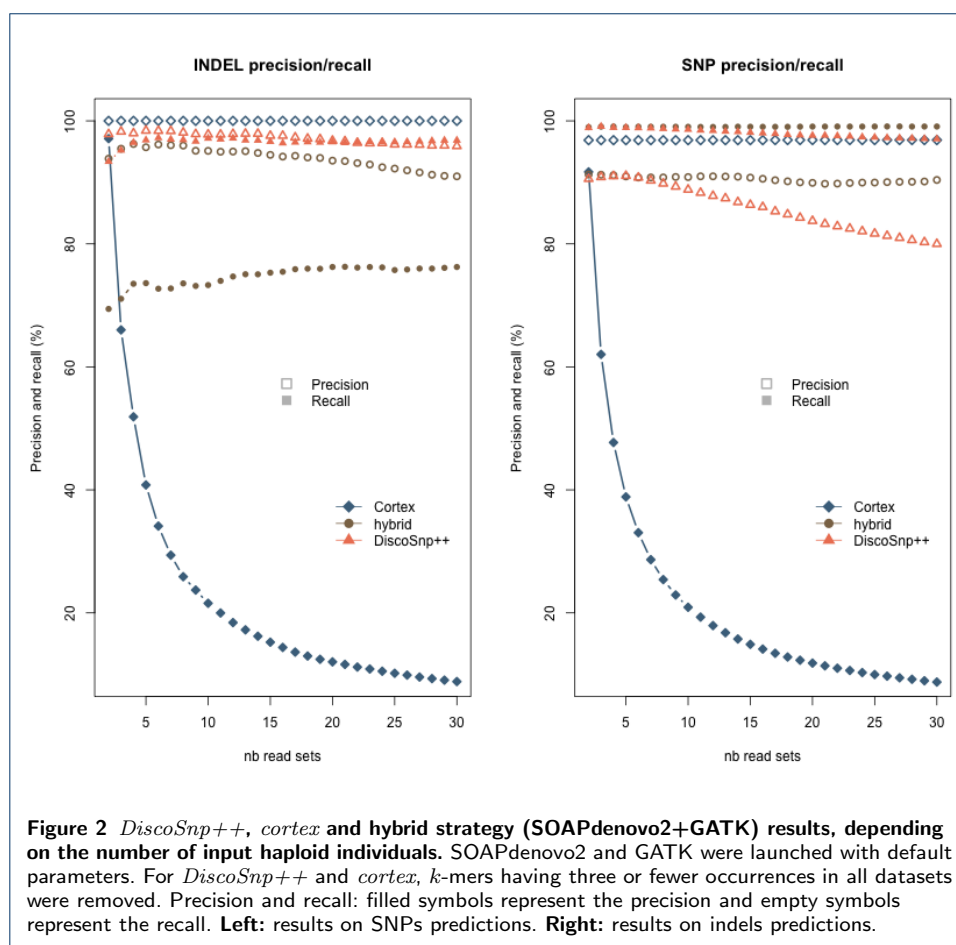 INDEL precision/recall
Precision and recall (%)
100
80
60
40
20
Precision
Recall
Cortex
hybrid
DiscoSnp++
5 10 15 20 25 30
nb read sets
SNP precision/recall
Precision and recall (%)
100
80
60
40
20
Precision
Recall
Cortex
hybrid
DiscoSnp++
5 10 15 20 25 30
nb read sets
Figure 2 DiscoSnp++, cortex and hybrid strategy (SOAPdenovo2+GATK) results, depending
on the number of input haploid individuals. SOAPdenovo2 and GATK were launched with default
parameters. For DiscoSnp++ and cortex, k-mers having three or fewer occurrences in all datasets
were removed. Precision and recall: filled symbols represent the precision and empty symbols
represent the recall. Left: results on SNPs predictions. Right: results on indels predictions.